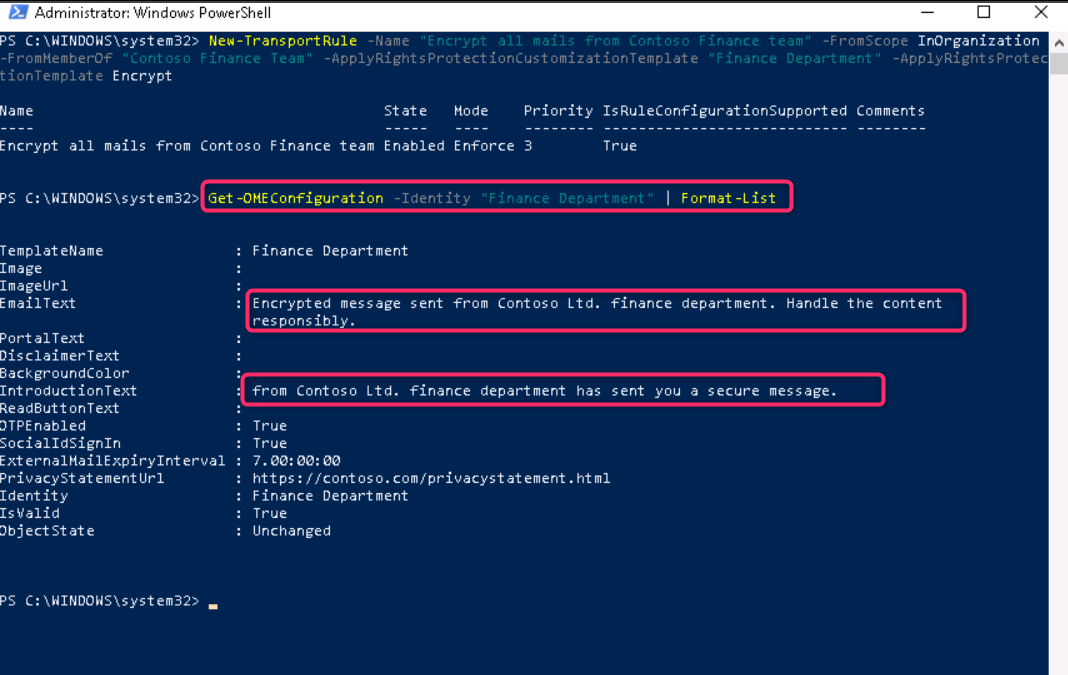 Administrator: Windows PowerShell
PS C:\WINDOWS\system32> New-TransportRule -Name "Encrypt all mails from Contoso Finance team" -FromScope InOrganization
-FromMemberOf "Contoso Finance Team" -ApplyRightsProtectionCustomizationTemplate "Finance Department" -ApplyRightsProtec
tionTemplate Encrypt
Name State Mode Priority IsRuleConfigurationSupported Comments
---- ----- ---- -------- ---------------------------- --------
Encrypt all mails from Contoso Finance team Enabled Enforce 3 True
PS C:\WINDOWS\system32> Get-OMEConfiguration -Identity "Finance Department" | Format-List
TemplateName : Finance Department
Image :
ImageUrl :
EmailText : Encrypted message sent from Contoso Ltd. finance department. Handle the content
responsibly.
PortalText :
DisclaimerText :
BackgroundColor :
IntroductionText : from Contoso Ltd. finance department has sent you a secure message.
ReadButtonText :
OTPEnabled : True
SocialIdSignIn : True
ExternalMailExpiryInterval : 7.00:00:00
PrivacyStatementUrl : https://contoso.com/privacystatement.html
Identity : Finance Department
IsValid : True
ObjectState : Unchanged
PS C:\WINDOWS\system32>